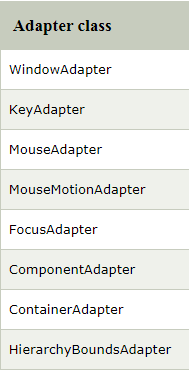 Adapter class
WindowAdapter
KeyAdapter
MouseAdapter
MouseMotionAdapter
FocusAdapter
ComponentAdapter
ContainerAdapter
HierarchyBoundsAdapter